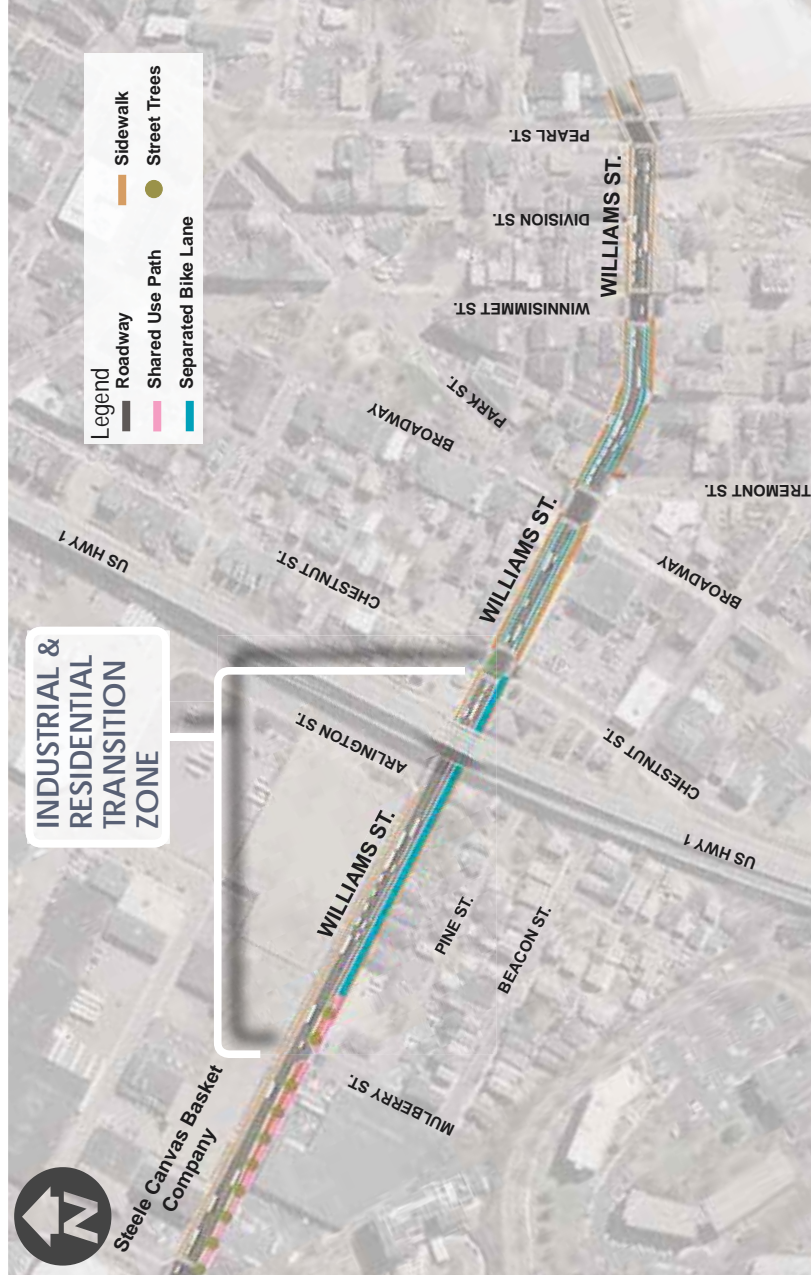 INDUSTRIAL &
RESIDENTIAL
TRANSITION
ZONE
Legend
Roadway
Shared Use Path
Separated Bike Lane
Sidewalk
Street Trees
N
Steele Canvas Basket
Company
WILLIAMS ST.
MULBERRY ST.
PINE ST.
BEACON ST.
ARLINGTON ST.
US HWY 1
US HWY 1
CHESTNUT ST.
CHESTNUT ST.
WILLIAMS ST.
BROADWAY
BROADWAY
PARK ST.
TREMONT ST.
WINNISIMMET ST.
DIVISION ST.
WILLIAMS ST.
PEARL ST.